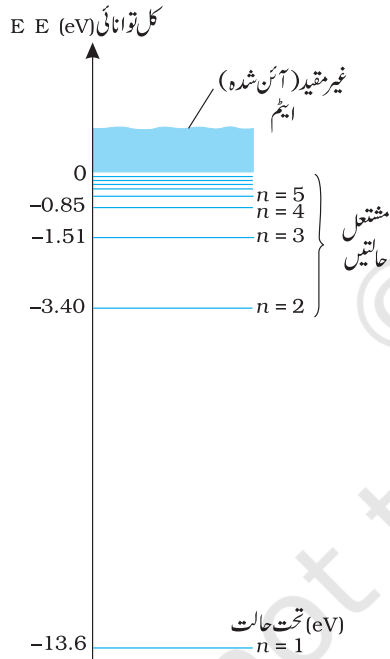 کل توانائی E E (eV)
غیر مقید (آئن شدہ)
ایٹم
0
n = 5
−0.85
n = 4
−1.51
n = 3
مشتعل
حالتیں
−3.40
n = 2
تحت حالت (eV)
−13.6
n = 1
not t